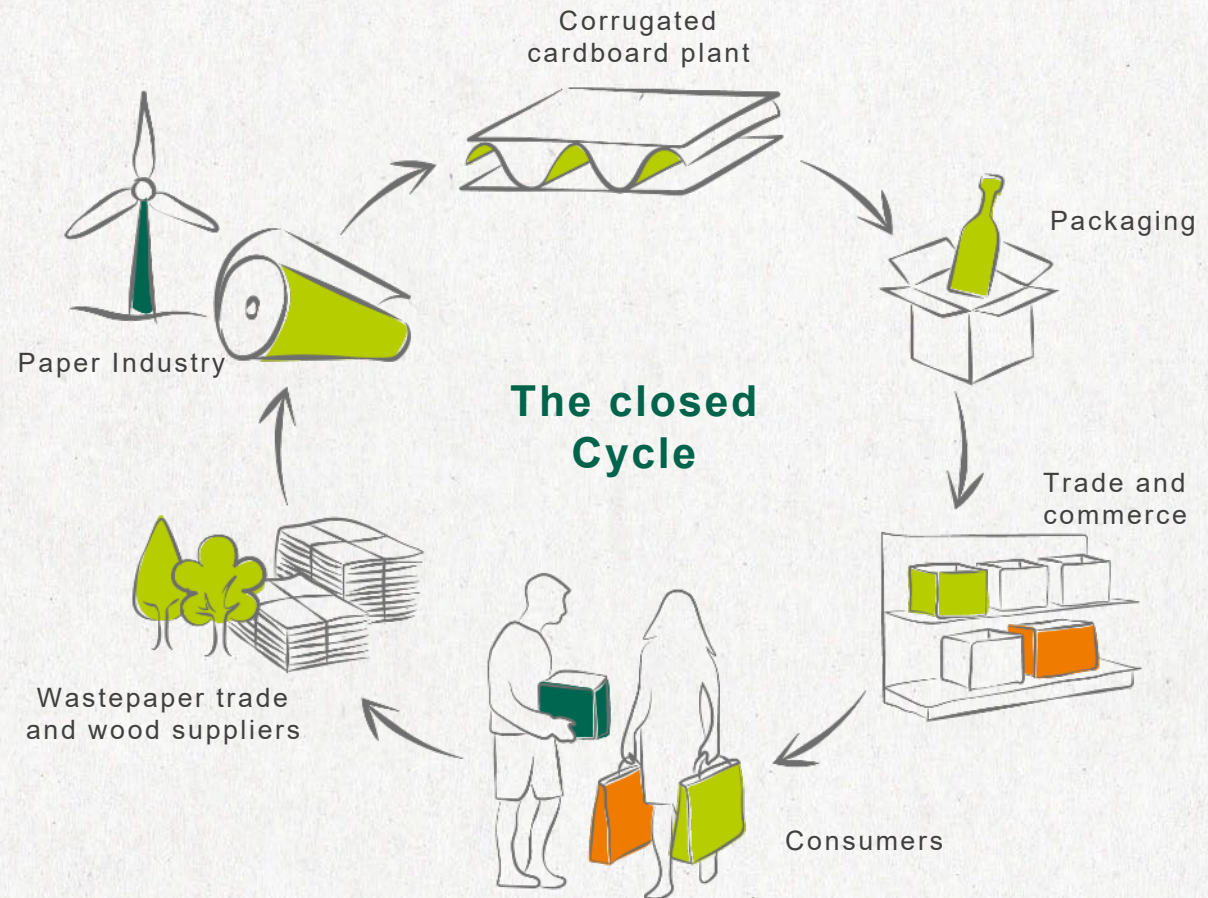 Corrugated
cardboard plant
Packaging
Paper Industry
The closed
Cycle
Trade and
commerce
Wastepaper trade
and wood suppliers
Consumers